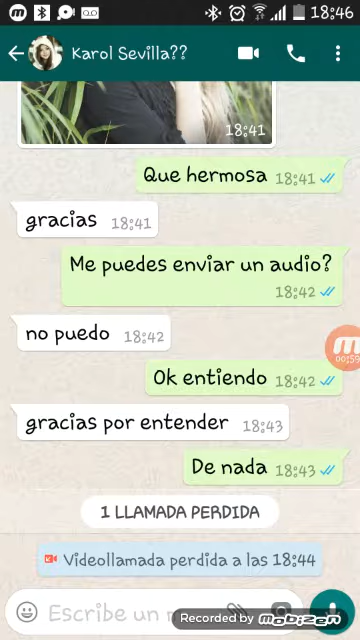 18:46
Karol Sevilla??
18:41
Que hermosa 18:41
gracias 18:41
Me puedes enviar un audio?
18:42
no puedo 18:42
Ok entiendo 18:42
00:59
gracias por entender 18:43
De nada 18:43
1 LLAMADA PERDIDA
Videollamada perdida a las 18:44
Escribe un
Recorded by mobizen